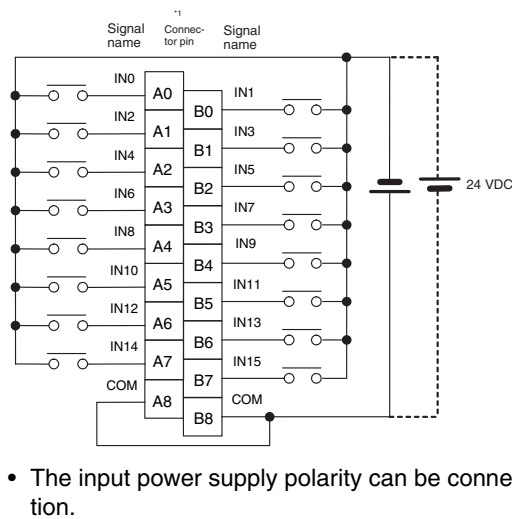 *1
Signal name
Connec-
tor pin
Signal name
IN0
A0
IN1
B0
IN2
A1
IN3
B1
IN4
A2
IN5
B2
IN6
A3
IN7
B3
IN8
A4
IN9
B4
IN10
A5
IN11
B5
IN12
A6
IN13
B6
IN14
A7
IN15
B7
COM
A8
COM
B8
24 VDC
• The input power supply polarity can be conne
tion.